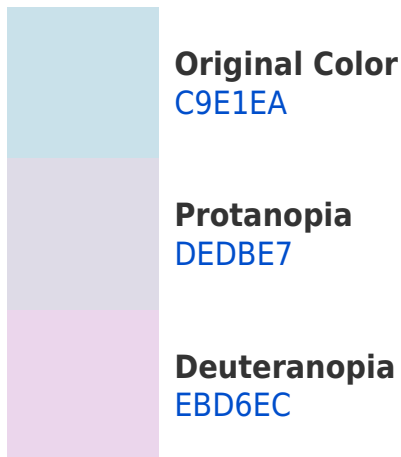 Original Color
C9E1EA
Protanopia
DEDBE7
Deuteranopia
EBD6EC